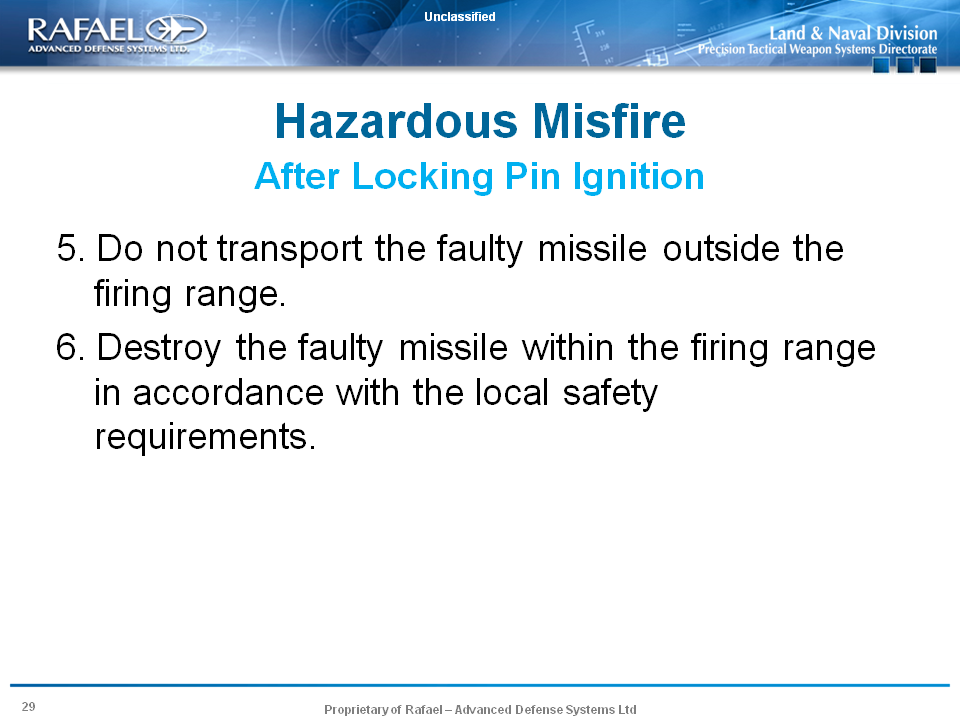 Unclassified
RAFAEL
ADVANCED DEFENSE SYSTEMS LTD.
Land & Naval Division
Precision Tactical Weapon Systems Directorate
Hazardous Misfire
After Locking Pin Ignition
5. Do not transport the faulty missile outside the
firing range.
6. Destroy the faulty missile within the firing range
in accordance with the local safety
requirements.
29
Proprietary of Rafael – Advanced Defense Systems Ltd